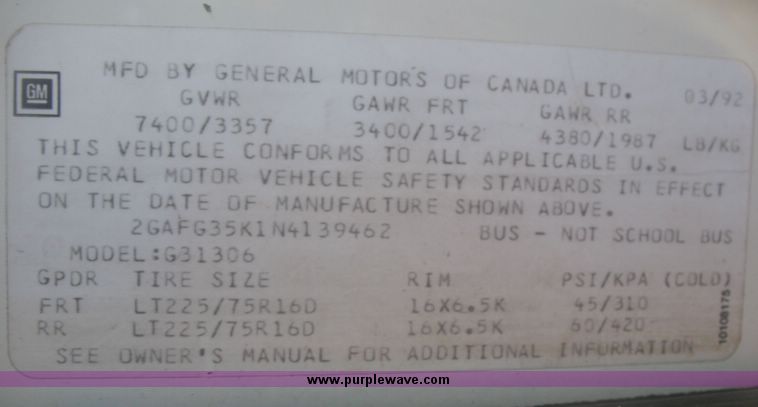 MFD BY GENERAL MOTORS OF CANADA LTD. 03/92
GM
GVWR GAWR FRT GAWR RR
7400/3357 3400/1542 4380/1987 LB/KG
THIS VEHICLE CONFORMS TO ALL APPLICABLE U.S.
FEDERAL MOTOR VEHICLE SAFETY STANDARDS IN EFFECT
ON THE DATE OF MANUFACTURE SHOWN ABOVE.
2GAFG35K1N4139462 BUS - NOT SCHOOL BUS
MODEL:G31306
GPDR TIRE SIZE RIM PSI/KPA (COLD)
FRT LT225/75R16D 16X6.5K 45/310
RR LT225/75R16D 16X6.5K 60/420
SEE OWNER'S MANUAL FOR ADDITIONAL INFORMATION
10108175
www.purplewave.com